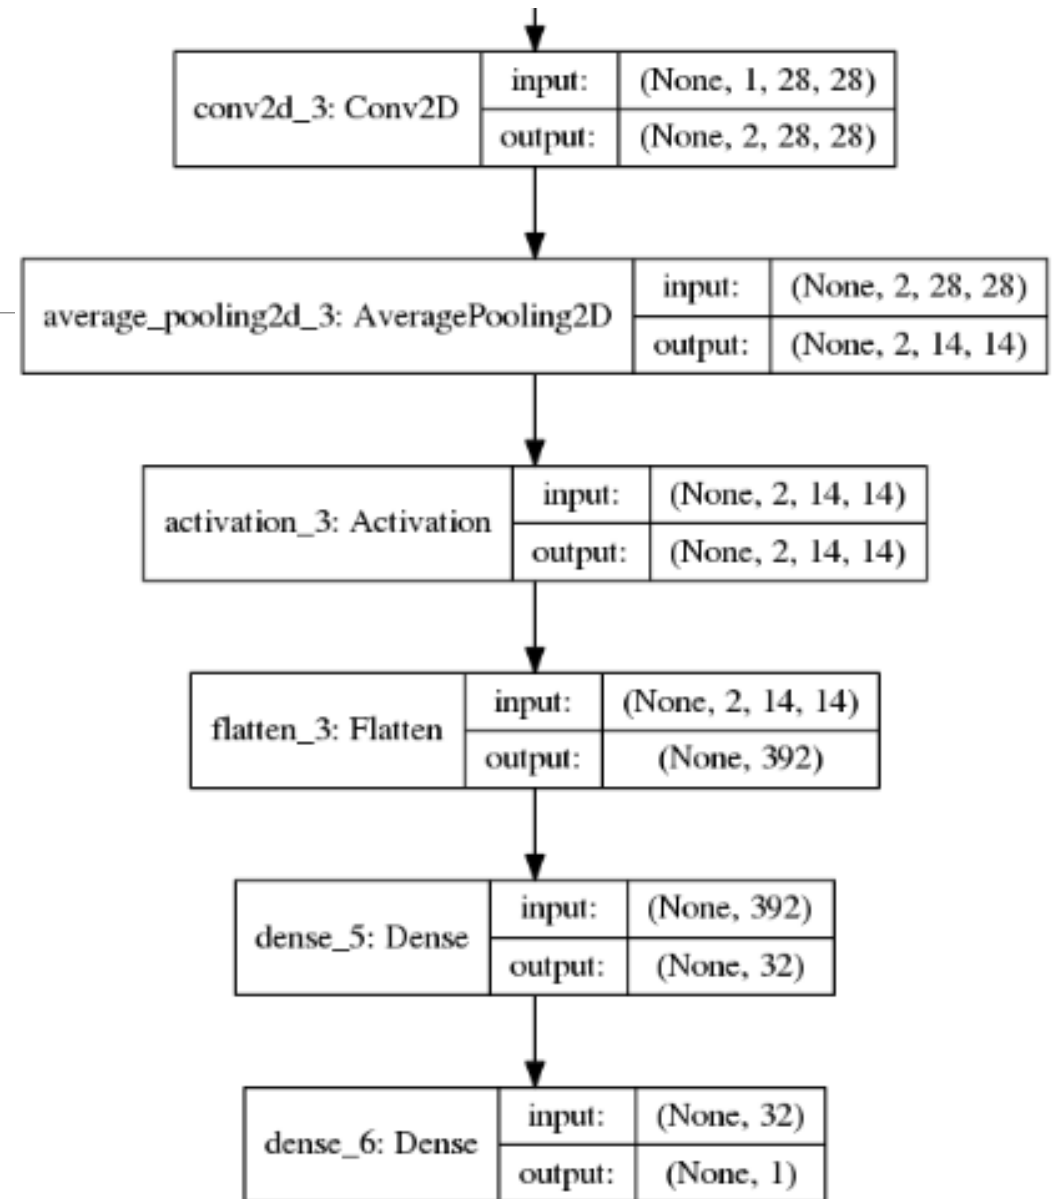 conv2d_3: Conv2D
input: (None, 1, 28, 28)
output: (None, 2, 28, 28)
average_pooling2d_3: AveragePooling2D
input: (None, 2, 28, 28)
output: (None, 2, 14, 14)
activation_3: Activation
input: (None, 2, 14, 14)
output: (None, 2, 14, 14)
flatten_3: Flatten
input: (None, 2, 14, 14)
output: (None, 392)
dense_5: Dense
input: (None, 392)
output: (None, 32)
dense_6: Dense
input: (None, 32)
output: (None, 1)